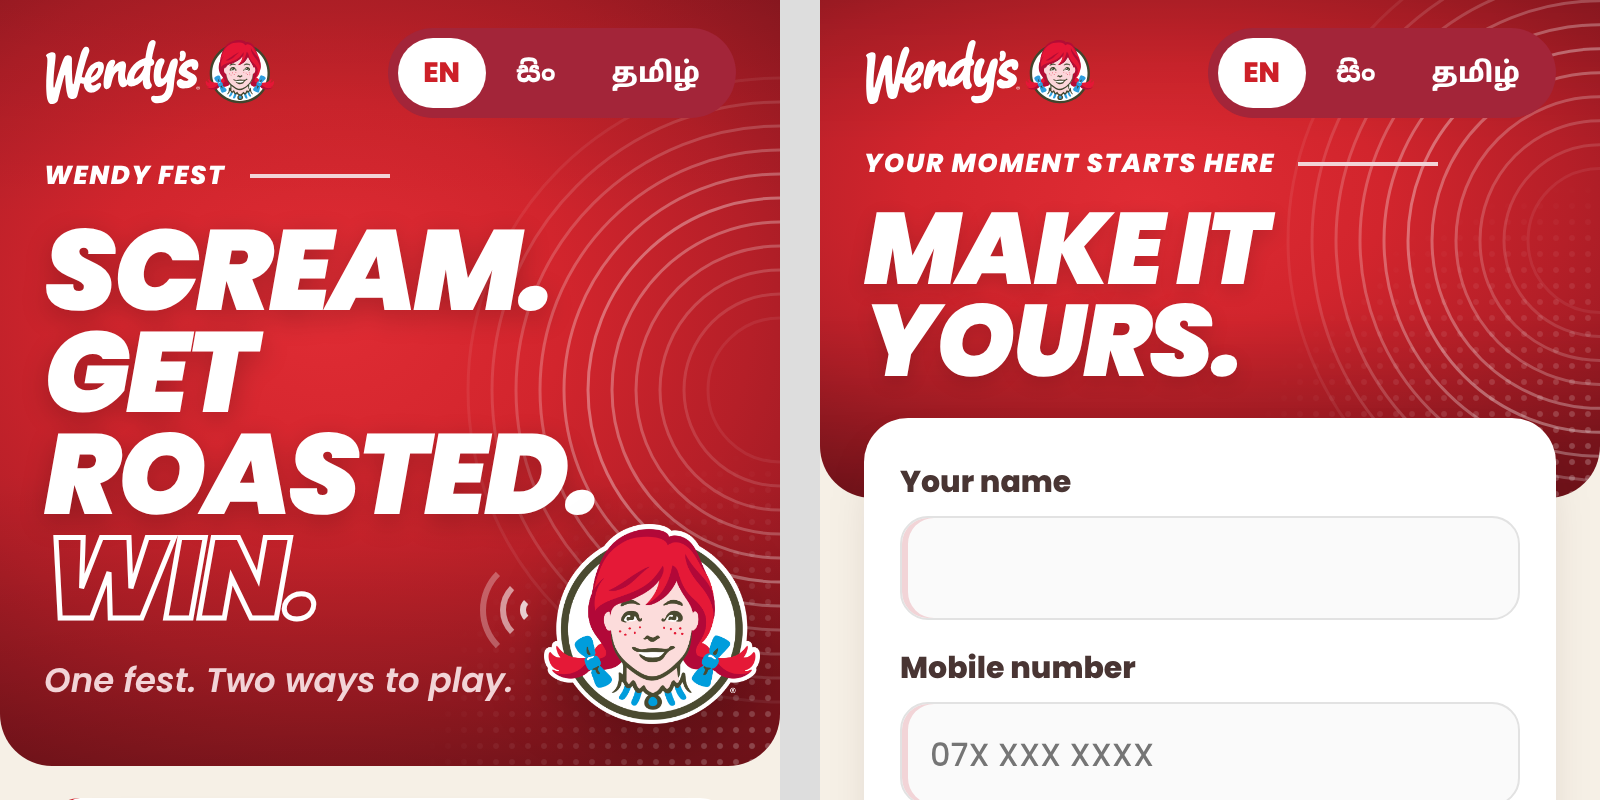 Wendy's
EN සිං தமிழ்
WENDY FEST
SCREAM.
GET
ROASTED.
WIN.
One fest. Two ways to play.
Wendy's
EN සිං தமிழ்
YOUR MOMENT STARTS HERE
MAKE IT
YOURS.
Your name
Mobile number
07X XXX XXXX